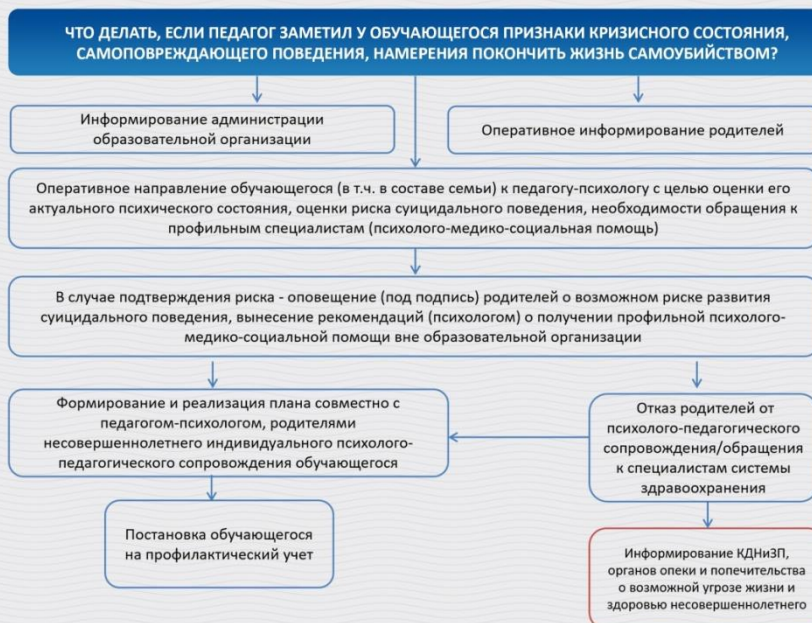 ЧТО ДЕЛАТЬ, ЕСЛИ ПЕДАГОГ ЗАМЕТИЛ У ОБУЧАЮЩЕГОСЯ ПРИЗНАКИ КРИЗИСНОГО СОСТОЯНИЯ,
САМОПОВРЕЖДАЮЩЕГО ПОВЕДЕНИЯ, НАМЕРЕНИЯ ПОКОНЧИТЬ ЖИЗНЬ САМОУБИЙСТВОМ?
Информирование администрации
образовательной организации
Оперативное информирование родителей
Оперативное направление обучающегося (в т.ч. в составе семьи) к педагогу-психологу с целью оценки его
актуального психического состояния, оценки риска суицидального поведения, необходимости обращения к
профильным специалистам (психолого-медико-социальная помощь)
В случае подтверждения риска - оповещение (под подпись) родителей о возможном риске развития
суицидального поведения, вынесение рекомендаций (психологом) о получении профильной психолого-
медико-социальной помощи вне образовательной организации
Формирование и реализация плана совместно с
педагогом-психологом, родителями
несовершеннолетнего индивидуального психолого-
педагогического сопровождения обучающегося
Отказ родителей от
психолого-педагогического
сопровождения/обращения
к специалистам системы
здравоохранения
Постановка обучающегося
на профилактический учет
Информирование КДНиЗП,
органов опеки и попечительства
о возможной угрозе жизни и
здоровью несовершеннолетнего